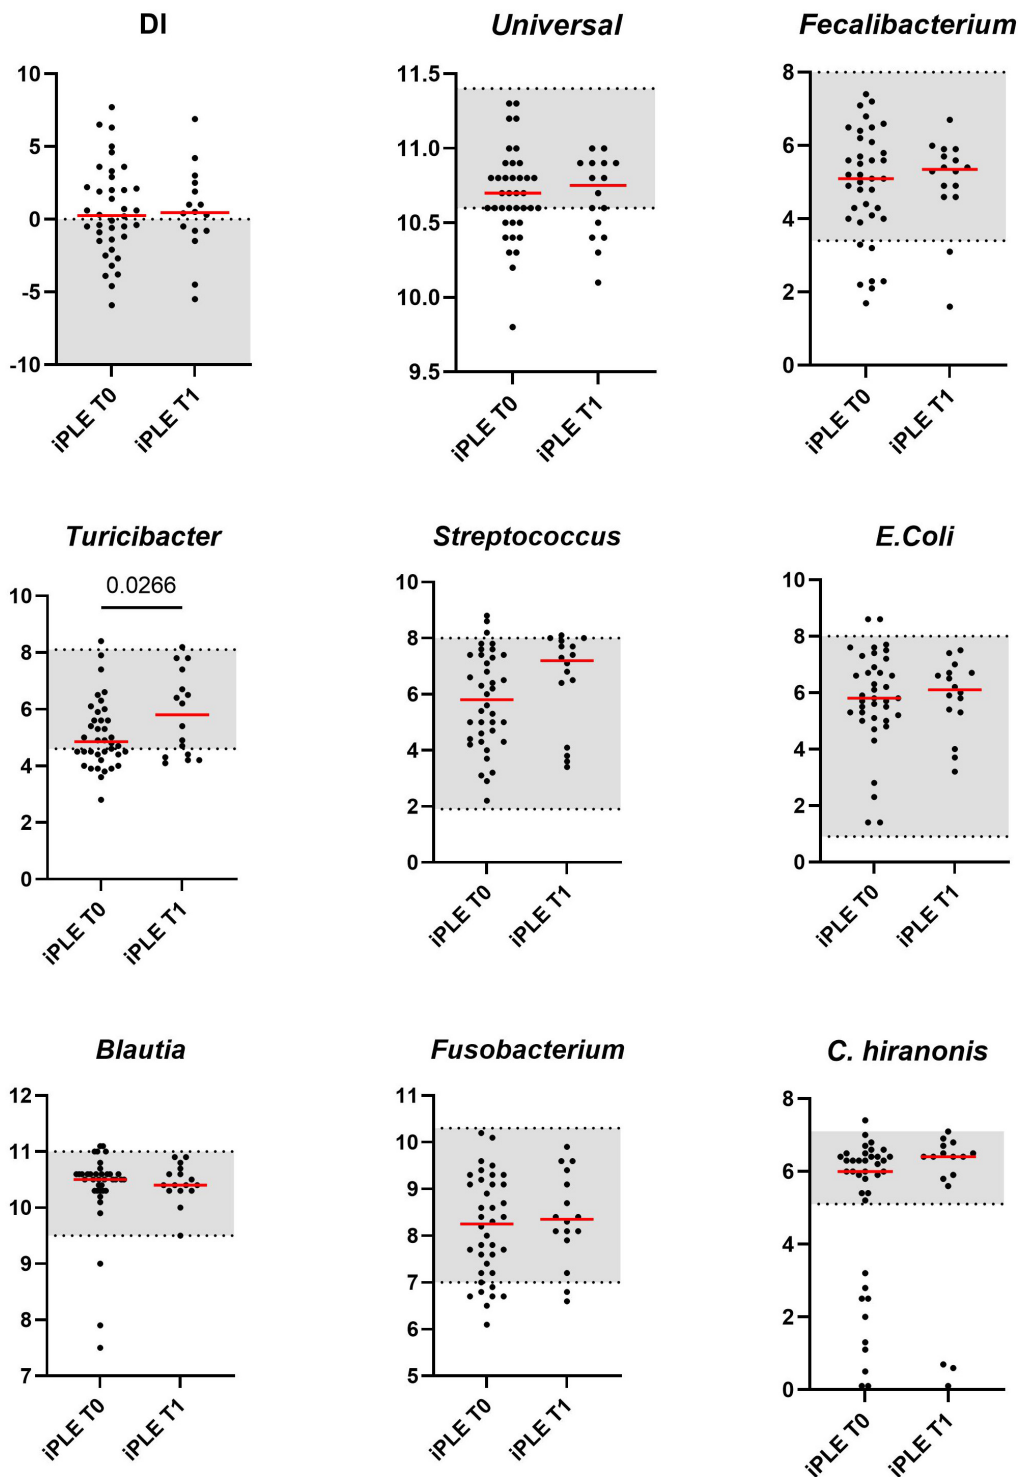 DI
10
5
0
-5
-10
iPLE T0
iPLE T1
Universal
11.5
11.0
10.5
10.0
9.5
iPLE T0
iPLE T1
Fecalibacterium
8
6
4
2
0
iPLE T0
iPLE T1
Turicibacter
0.0266
10
8
6
4
2
0
iPLE T0
iPLE T1
Streptococcus
10
8
6
4
2
0
iPLE T0
iPLE T1
E.Coli
10
8
6
4
2
0
iPLE T0
iPLE T1
Blautia
12
11
10
9
8
7
iPLE T0
iPLE T1
Fusobacterium
11
10
9
8
7
6
5
iPLE T0
iPLE T1
C. hiranonis
8
6
4
2
0
iPLE T0
iPLE T1